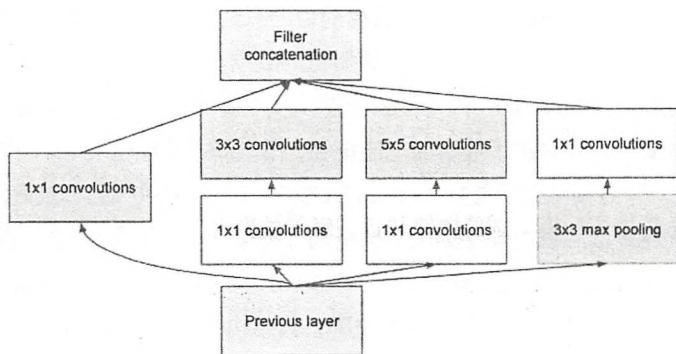 Filter
concatenation
3x3 convolutions
5x5 convolutions
1x1 convolutions
1x1 convolutions
1x1 convolutions
1x1 convolutions
3x3 max pooling
Previous layer